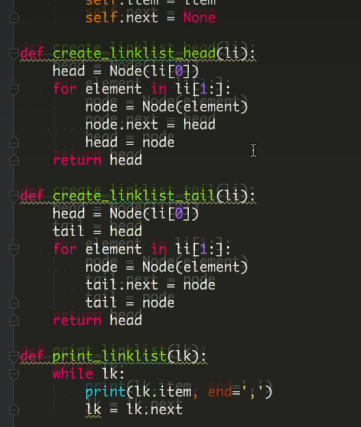 self.item = item
self.next = None
def create_linklist_head(li):
head = Node(li[0])
for element in li[1:]:
node = Node(element)
node.next = head
head = node
return head
def create_linklist_tail(li):
head = Node(li[0])
tail = head
for element in li[1:]:
node = Node(element)
tail.next = node
tail = node
return head
def print_linklist(lk):
while lk:
print(lk.item, end=',')
lk = lk.next